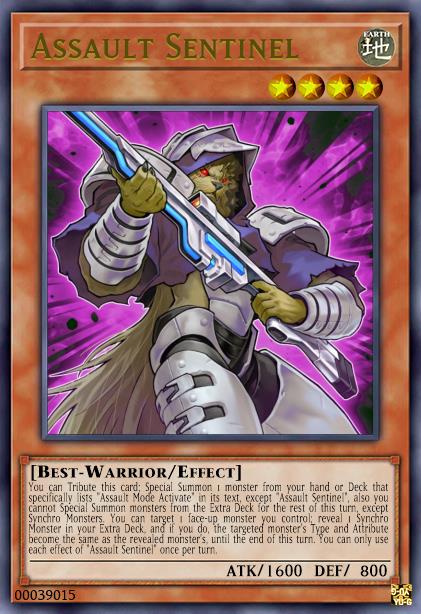 ASSAULT SENTINEL
EARTH
地
[BEST-WARRIOR/EFFECT]
You can Tribute this card; Special Summon 1 monster from your hand or Deck that
specifically lists "Assault Mode Activate" in its text, except "Assault Sentinel", also you
cannot Special Summon monsters from the Extra Deck for the rest of this turn, except
Synchro Monsters. You can target 1 face-up monster you control; reveal 1 Synchro
Monster in your Extra Deck, and if you do, the targeted monster's Type and Attribute
become the same as the revealed monster's, until the end of this turn. You can only use
each effect of "Assault Sentinel" once per turn.
ATK/1600 DEF/ 800
00039015